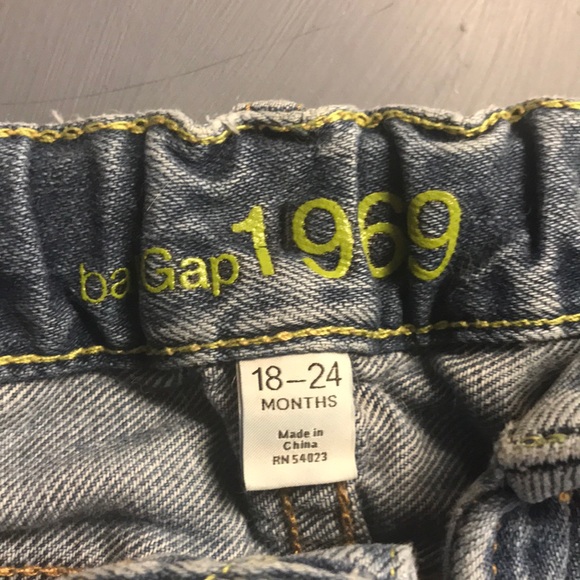 baGap 1969
18–24
MONTHS
Made in
China
RN 54023